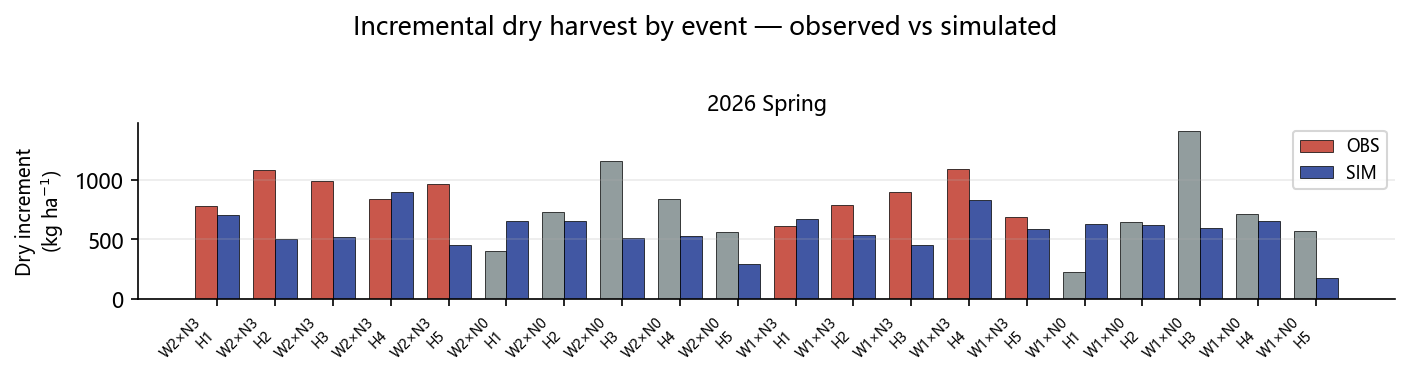 Incremental dry harvest by event — observed vs simulated
2026 Spring
Dry increment
(kg ha⁻¹)
1000
500
0
OBS
SIM
W2×N3
H1
W2×N3
H2
W2×N3
H3
W2×N3
H4
W2×N3
H5
W2×N0
H1
W2×N0
H2
W2×N0
H3
W2×N0
H4
W2×N0
H5
W1×N3
H1
W1×N3
H2
W1×N3
H3
W1×N3
H4
W1×N3
H5
W1×N0
H1
W1×N0
H2
W1×N0
H3
W1×N0
H4
W1×N0
H5